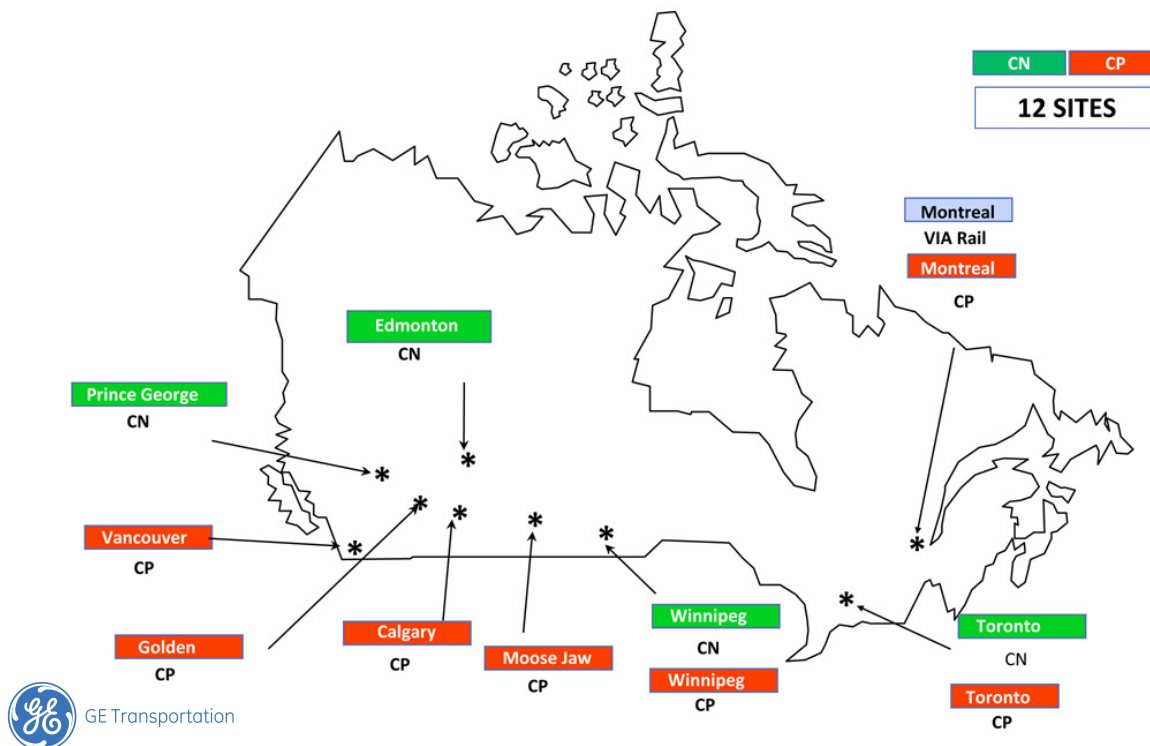 CN CP
12 SITES
Montreal
VIA Rail
Montreal
CP
Edmonton
CN
Prince George
CN
Vancouver
CP
Golden
CP
Calgary
CP
Moose Jaw
CP
Winnipeg
CN
Winnipeg
CP
Toronto
CN
Toronto
CP
GE GE Transportation